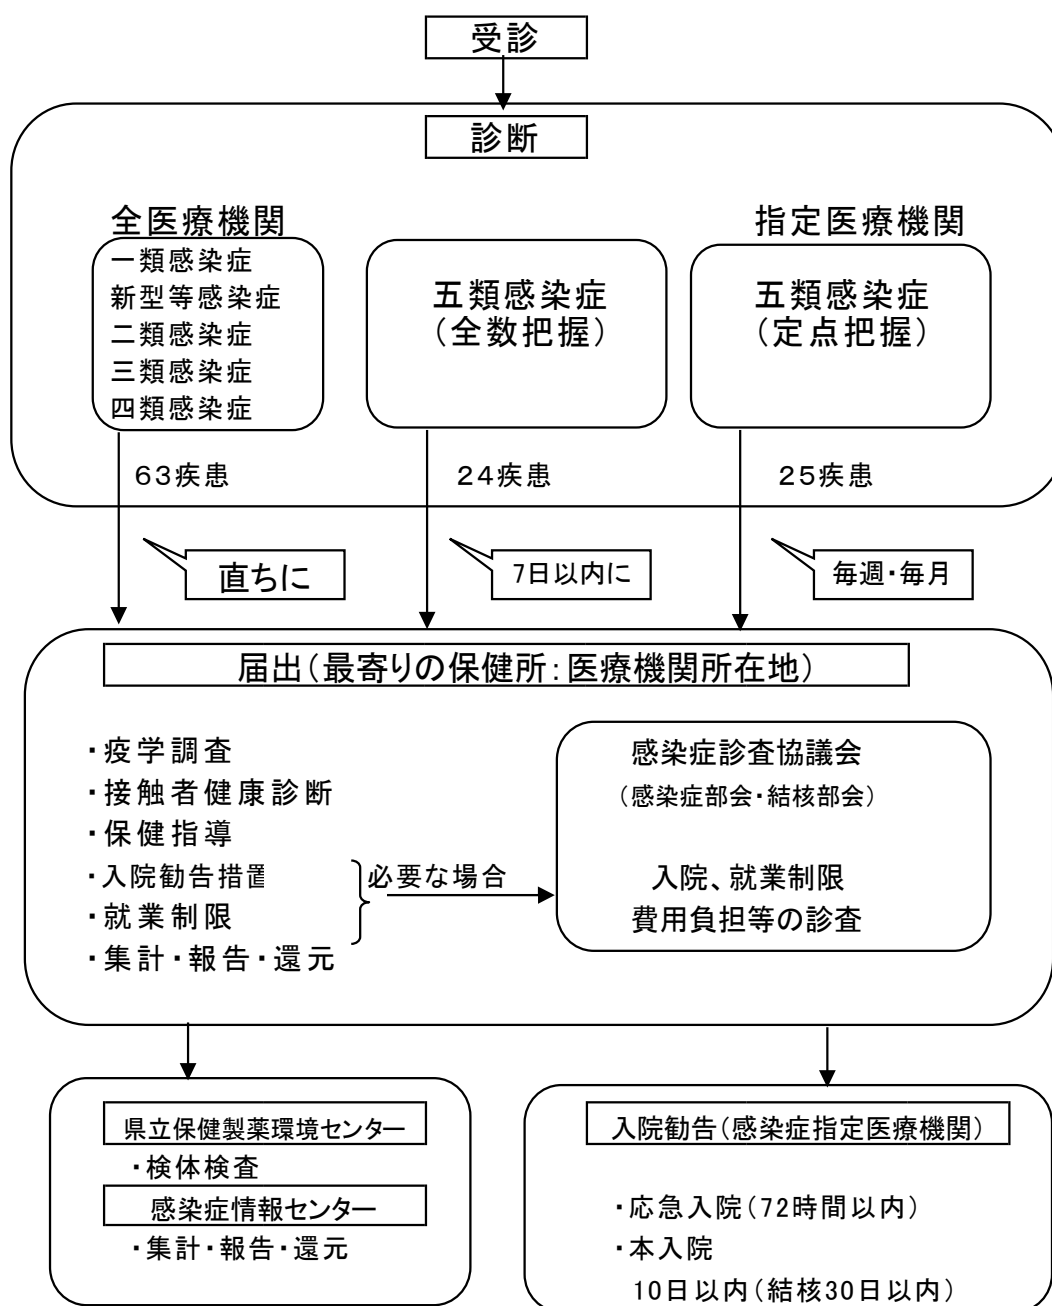 受診
診断
全医療機関
一類感染症
新型等感染症
二類感染症
三類感染症
四類感染症
五類感染症
(全数把握)
指定医療機関
五類感染症
(定点把握)
63疾患
24疾患
25疾患
直ちに
7日以内に
毎週・毎月
届出(最寄りの保健所:医療機関所在地)
・疫学調査
・接触者健康診断
・保健指導
・入院勧告措置
・就業制限
・集計・報告・還元
必要な場合
感染症診査協議会
(感染症部会・結核部会)
入院、就業制限
費用負担等の診査
県立保健製薬環境センター
・検体検査
感染症情報センター
・集計・報告・還元
入院勧告(感染症指定医療機関)
・応急入院(72時間以内)
・本入院
10日以内(結核30日以内)